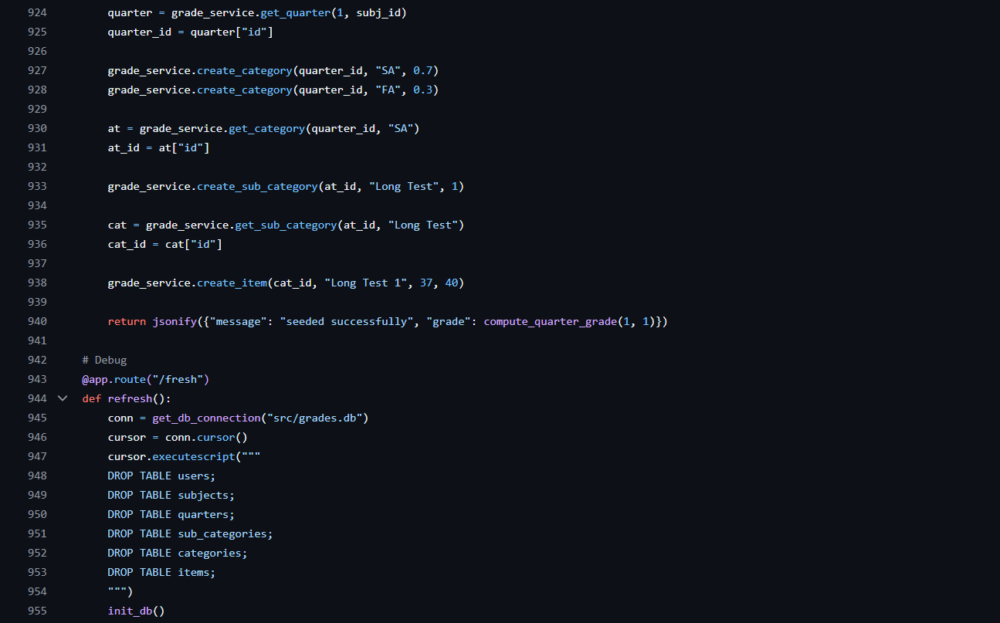 924 quarter = grade_service.get_quarter(1, subj_id)
925 quarter_id = quarter["id"]
926
927 grade_service.create_category(quarter_id, "SA", 0.7)
928 grade_service.create_category(quarter_id, "FA", 0.3)
929
930 at = grade_service.get_category(quarter_id, "SA")
931 at_id = at["id"]
932
933 grade_service.create_sub_category(at_id, "Long Test", 1)
934
935 cat = grade_service.get_sub_category(at_id, "Long Test")
936 cat_id = cat["id"]
937
938 grade_service.create_item(cat_id, "Long Test 1", 37, 40)
939
940 return jsonify({"message": "seeded successfully", "grade": compute_quarter_grade(1, 1)})
941
942 # Debug
943 @app.route("/fresh")
944 def refresh():
945 conn = get_db_connection("src/grades.db")
946 cursor = conn.cursor()
947 cursor.executescript("""
948 DROP TABLE users;
949 DROP TABLE subjects;
950 DROP TABLE quarters;
951 DROP TABLE sub_categories;
952 DROP TABLE categories;
953 DROP TABLE items;
954 """)
955 init_db()